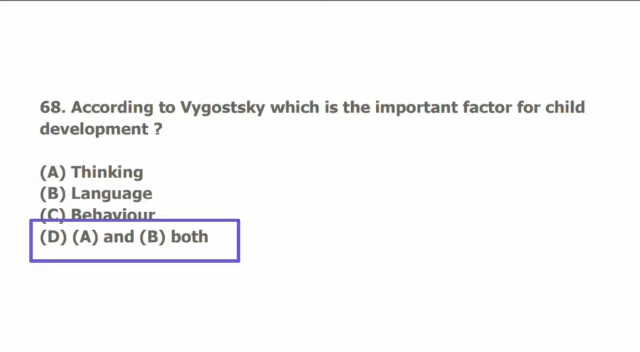 68. According to Vygostsky which is the important factor for child
development ?
(A) Thinking
(B) Language
(C) Behaviour
(D) (A) and (B) both